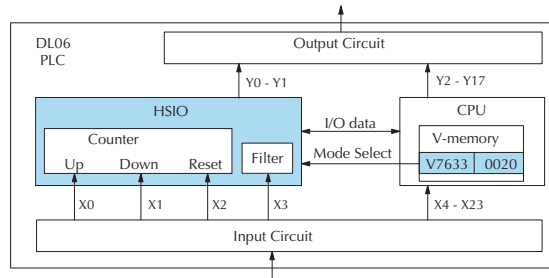 DL06
PLC
Output Circuit
Y0 - Y1
Y2 - Y17
HSIO
CPU
Counter
Up Down Reset
Filter
I/O data
Mode Select
V-memory
V7633 0020
X0 X1 X2 X3 X4 - X23
Input Circuit